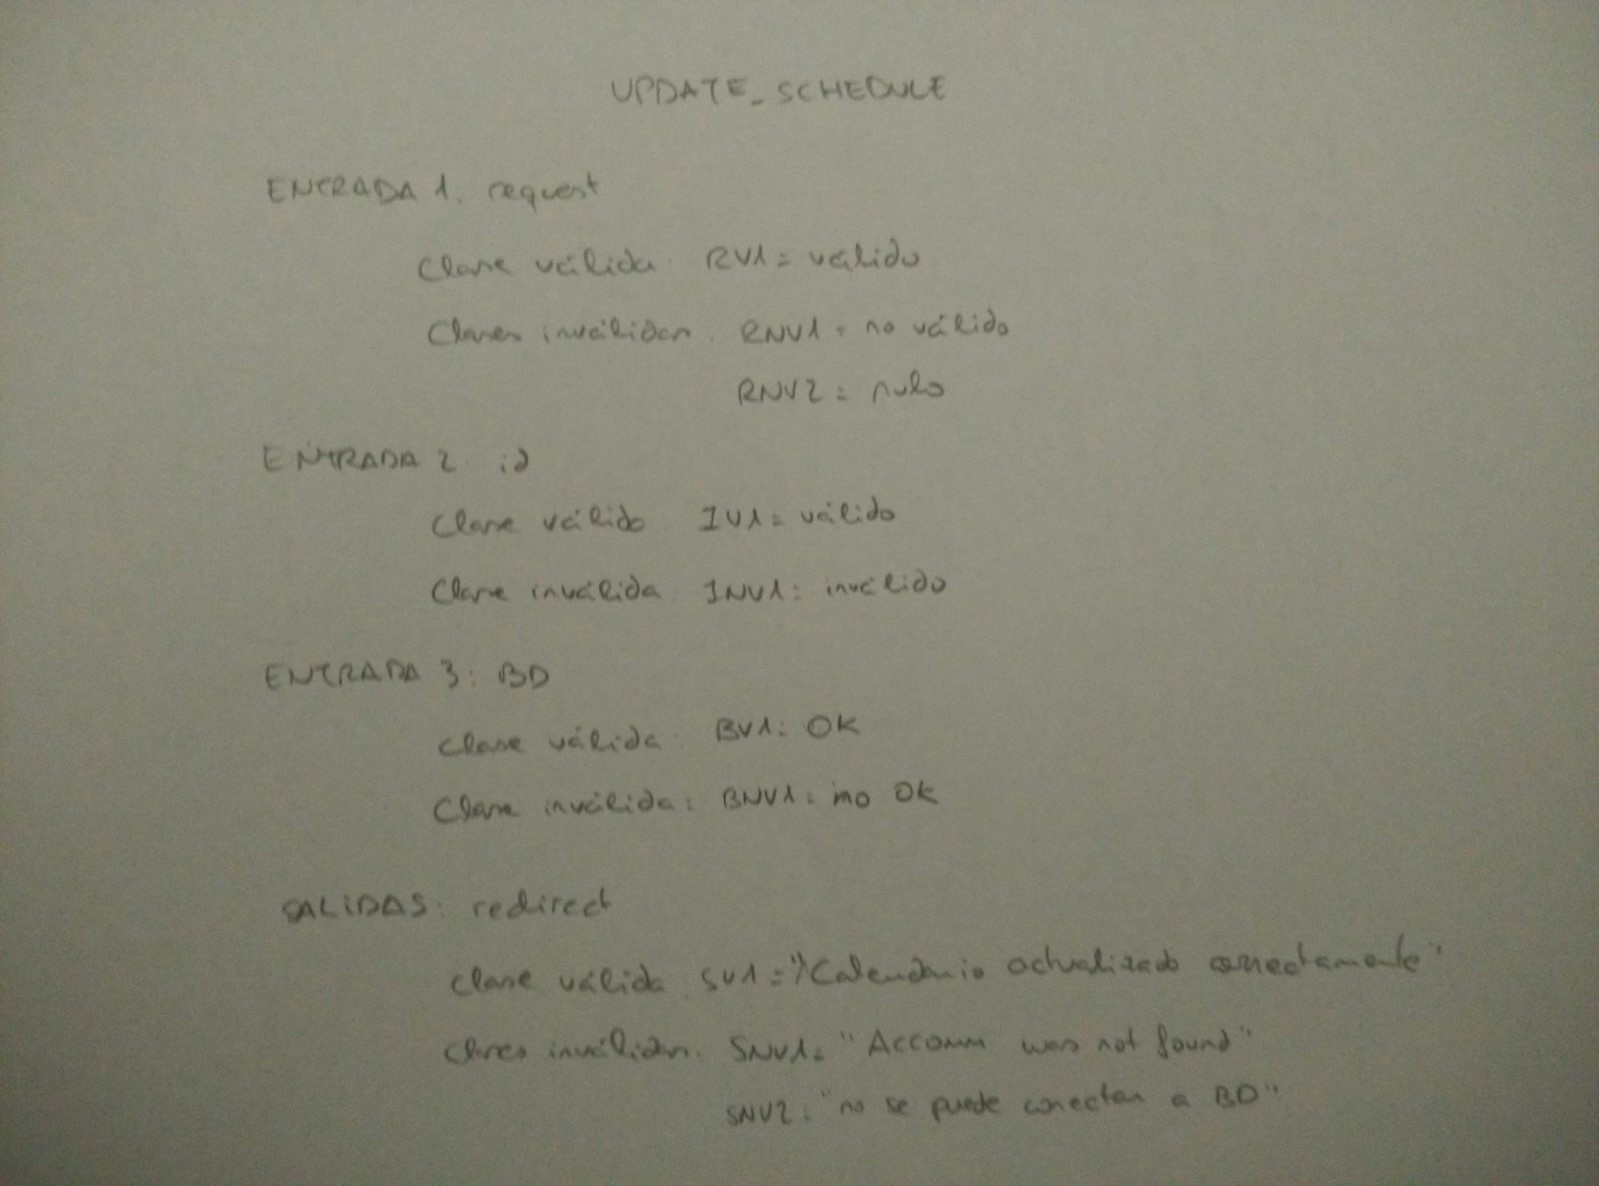 UPDATE_SCHEDULE
ENTRADA 1. request
Clase válida: RV1 = válido
Clases inválidas: RNV1 = no válido
RNV2 = nulo
ENTRADA 2: id
Clase válido IV1 = válido
Clase inválida: INV1: inválido
ENTRADA 3: BD
Clase válida: BV1: OK
Clase inválida: BNV1: no OK
SALIDAS: redirect
Clase válida: SV1 = "Calendario actualizado correctamente"
Clases inválidas: SNV1: "Accomm was not found"
SNV2: "no se puede conectar a BD"